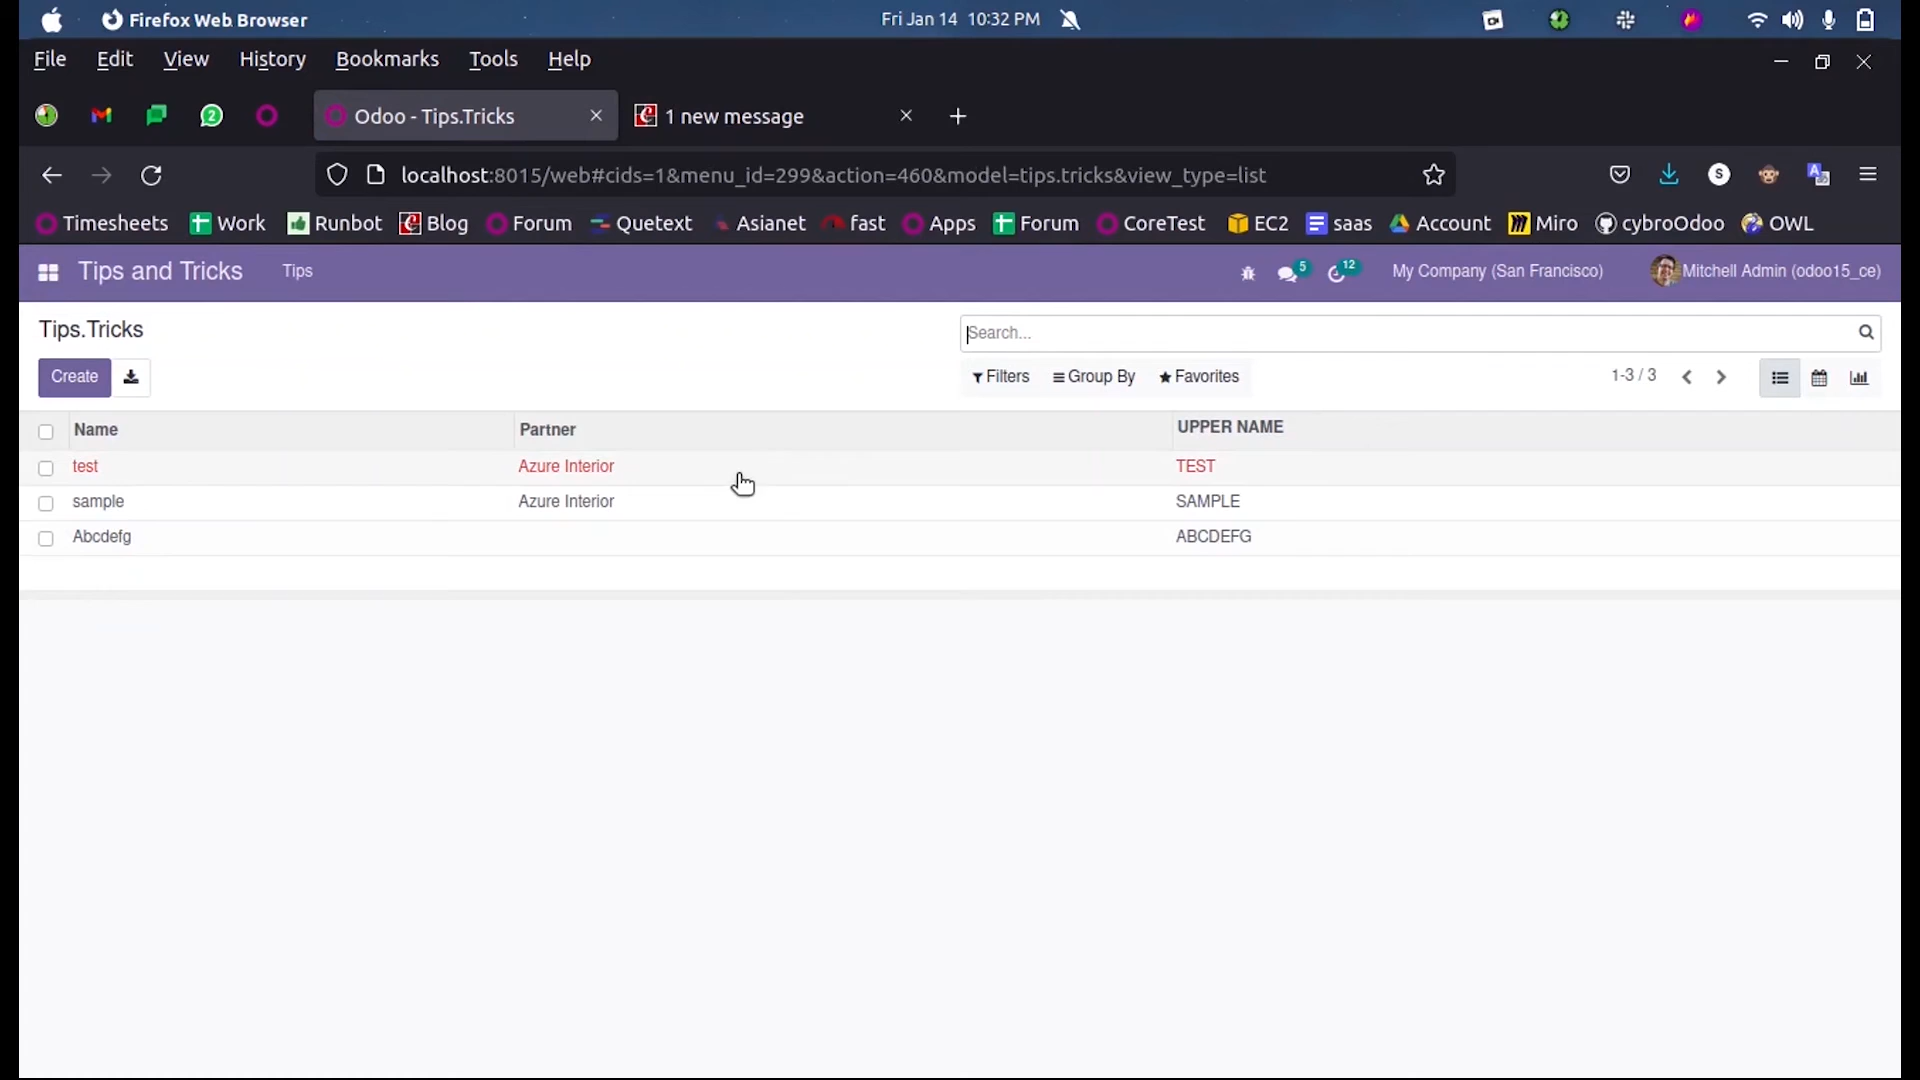 Firefox Web Browser Fri Jan 14 10:32 PM
File Edit View History Bookmarks Tools Help
2 Odoo - Tips.Tricks 1 new message
localhost:8015/web#cids=1&menu_id=299&action=460&model=tips.tricks&view_type=list S
Timesheets Work Runbot Blog Forum Quetext Asianet fast Apps Forum CoreTest EC2 saas Account Miro cybroOdoo OWL
Tips and Tricks Tips 5 12 My Company (San Francisco) Mitchell Admin (odoo15_ce)
Tips.Tricks Search...
Create Filters Group By Favorites 1-3 / 3
Name Partner UPPER NAME
test Azure Interior TEST
sample Azure Interior SAMPLE
Abcdefg ABCDEFG